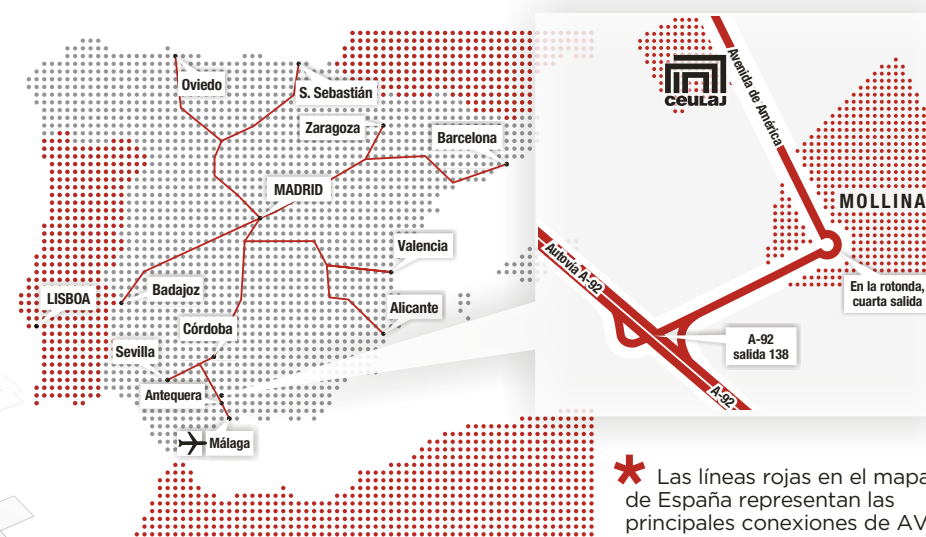 Oviedo
S. Sebastián
Zaragoza
Barcelona
MADRID
Valencia
LISBOA
Badajoz
Alicante
Córdoba
Sevilla
Antequera
Málaga
ceulaj
Avenida de América
MOLLINA
Autovia A-92
En la rotonda,
cuarta salida
A-92
salida 138
A-92
* Las líneas rojas en el mapa
de España representan las
principales conexiones de AV